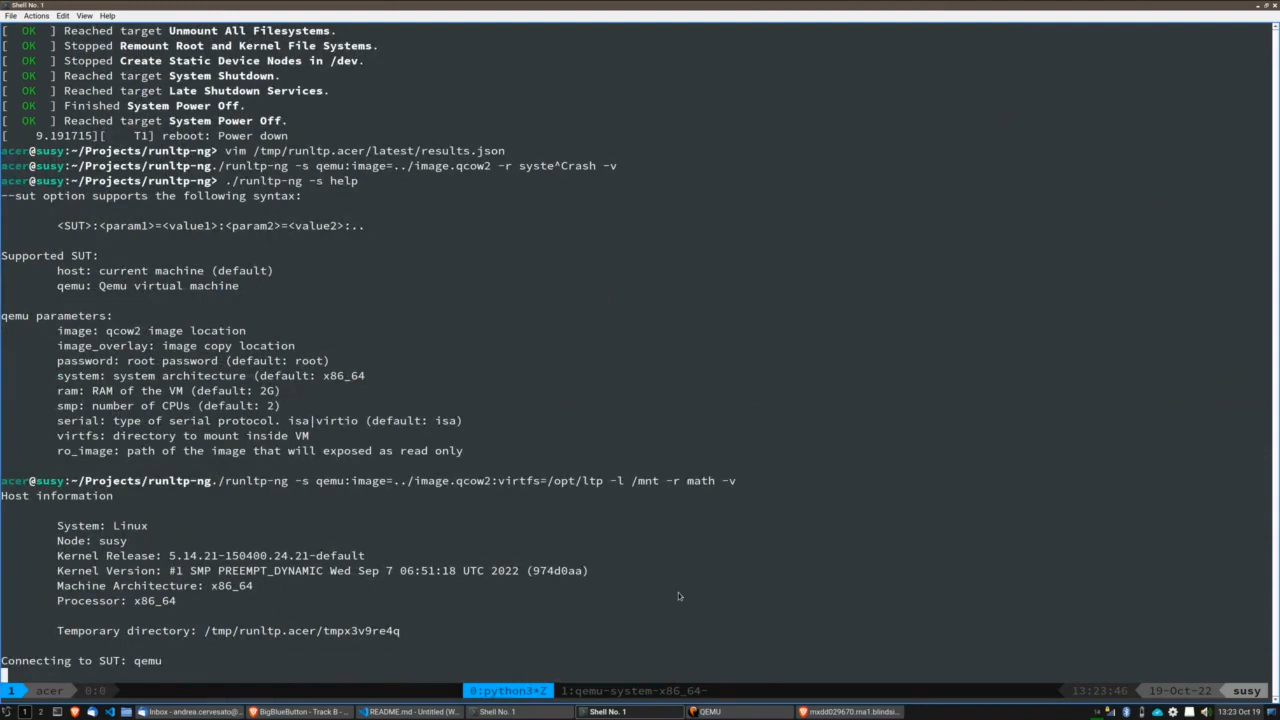 Shell No. 1
File Actions Edit View Help
[ OK ] Reached target Unmount All Filesystems.
[ OK ] Stopped Remount Root and Kernel File Systems.
[ OK ] Stopped Create Static Device Nodes in /dev.
[ OK ] Reached target System Shutdown.
[ OK ] Reached target Late Shutdown Services.
[ OK ] Finished System Power Off.
[ OK ] Reached target System Power Off.
[ 9.191715][ T1] reboot: Power down
acer@susy:~/Projects/runltp-ng> vim /tmp/runltp.acer/latest/results.json
acer@susy:~/Projects/runltp-ng./runltp-ng -s qemu:image=../image.qcow2 -r syste^Crash -v
acer@susy:~/Projects/runltp-ng> ./runltp-ng -s help
--sut option supports the following syntax:
<SUT>:<param1>=<value1>:<param2>=<value2>:..
Supported SUT:
host: current machine (default)
qemu: Qemu virtual machine
qemu parameters:
image: qcow2 image location
image_overlay: image copy location
password: root password (default: root)
system: system architecture (default: x86_64
ram: RAM of the VM (default: 2G)
smp: number of CPUs (default: 2)
serial: type of serial protocol. isa|virtio (default: isa)
virtfs: directory to mount inside VM
ro_image: path of the image that will exposed as read only
acer@susy:~/Projects/runltp-ng./runltp-ng -s qemu:image=../image.qcow2:virtfs=/opt/ltp -l /mnt -r math -v
Host information
System: Linux
Node: susy
Kernel Release: 5.14.21-150400.24.21-default
Kernel Version: #1 SMP PREEMPT_DYNAMIC Wed Sep 7 06:51:18 UTC 2022 (974d0aa)
Machine Architecture: x86_64
Processor: x86_64
Temporary directory: /tmp/runltp.acer/tmpx3v9re4q
Connecting to SUT: qemu
1 acer 0:0 0:python3*Z 1:qemu-system-x86_64- 13:23:46 19-Oct-22 susy
1 2 Inbox - andrea.cervesato@... BigBlueButton - Track B - ... README.md - Untitled (W... Shell No. 1 Shell No. 1 QEMU mxdd029670.rna1.blindsi... 14 13:23 Oct 19